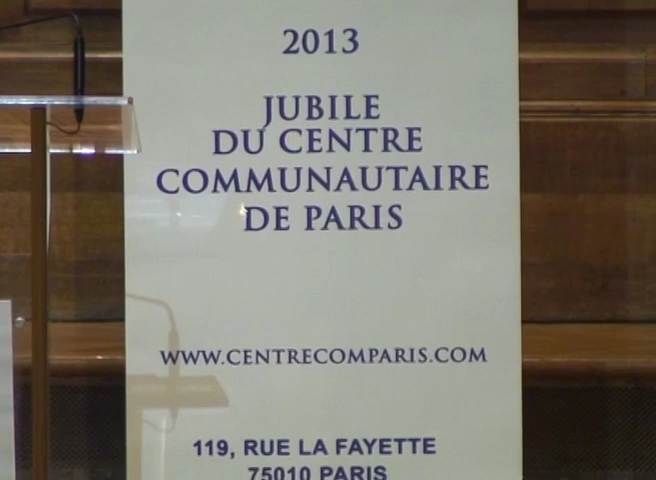 2013
JUBILE
DU CENTRE
COMMUNAUTAIRE
DE PARIS
WWW.CENTRECOMPARIS.COM
119, RUE LA FAYETTE
75010 PARIS